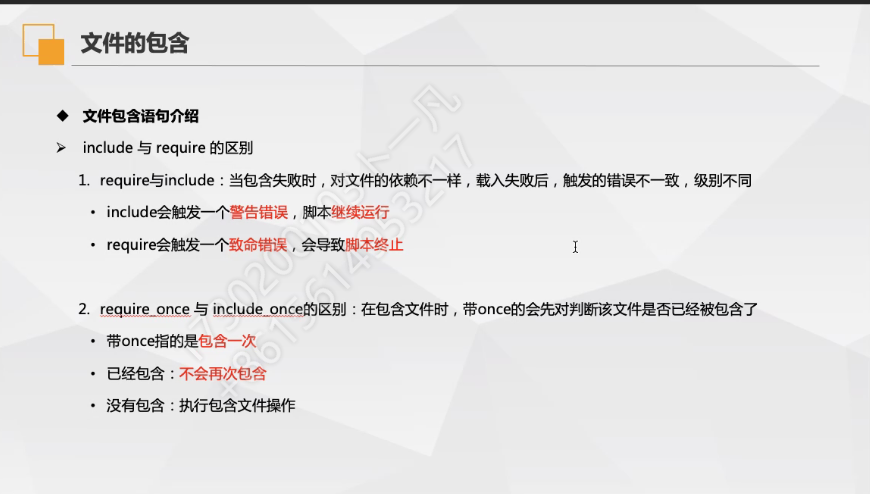 文件的包含
◆ 文件包含语句介绍
➢ include 与 require 的区别
1. require与include：当包含失败时，对文件的依赖不一样，载入失败后，触发的错误不一致，级别不同
• include会触发一个警告错误，脚本继续运行
• require会触发一个致命错误，会导致脚本终止
2. require_once 与 include_once的区别：在包含文件时，带once的会先对判断该文件是否已经被包含了
• 带once指的是包含一次
• 已经包含：不会再次包含
• 没有包含：执行包含文件操作